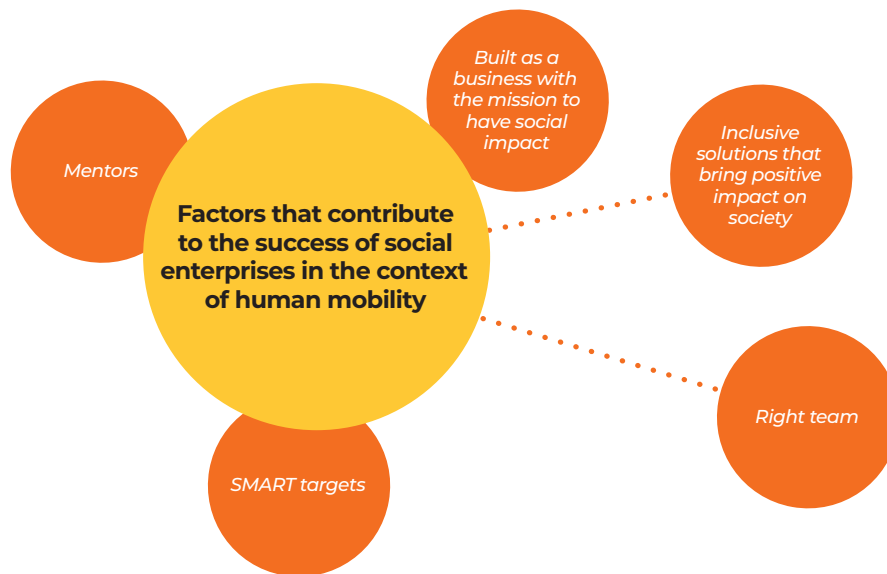 Built as a
business with
the mission to
have social
impact
Inclusive
solutions that
bring positive
impact on
society
Mentors
Factors that contribute
to the success of social
enterprises in the context
of human mobility
Right team
SMART targets